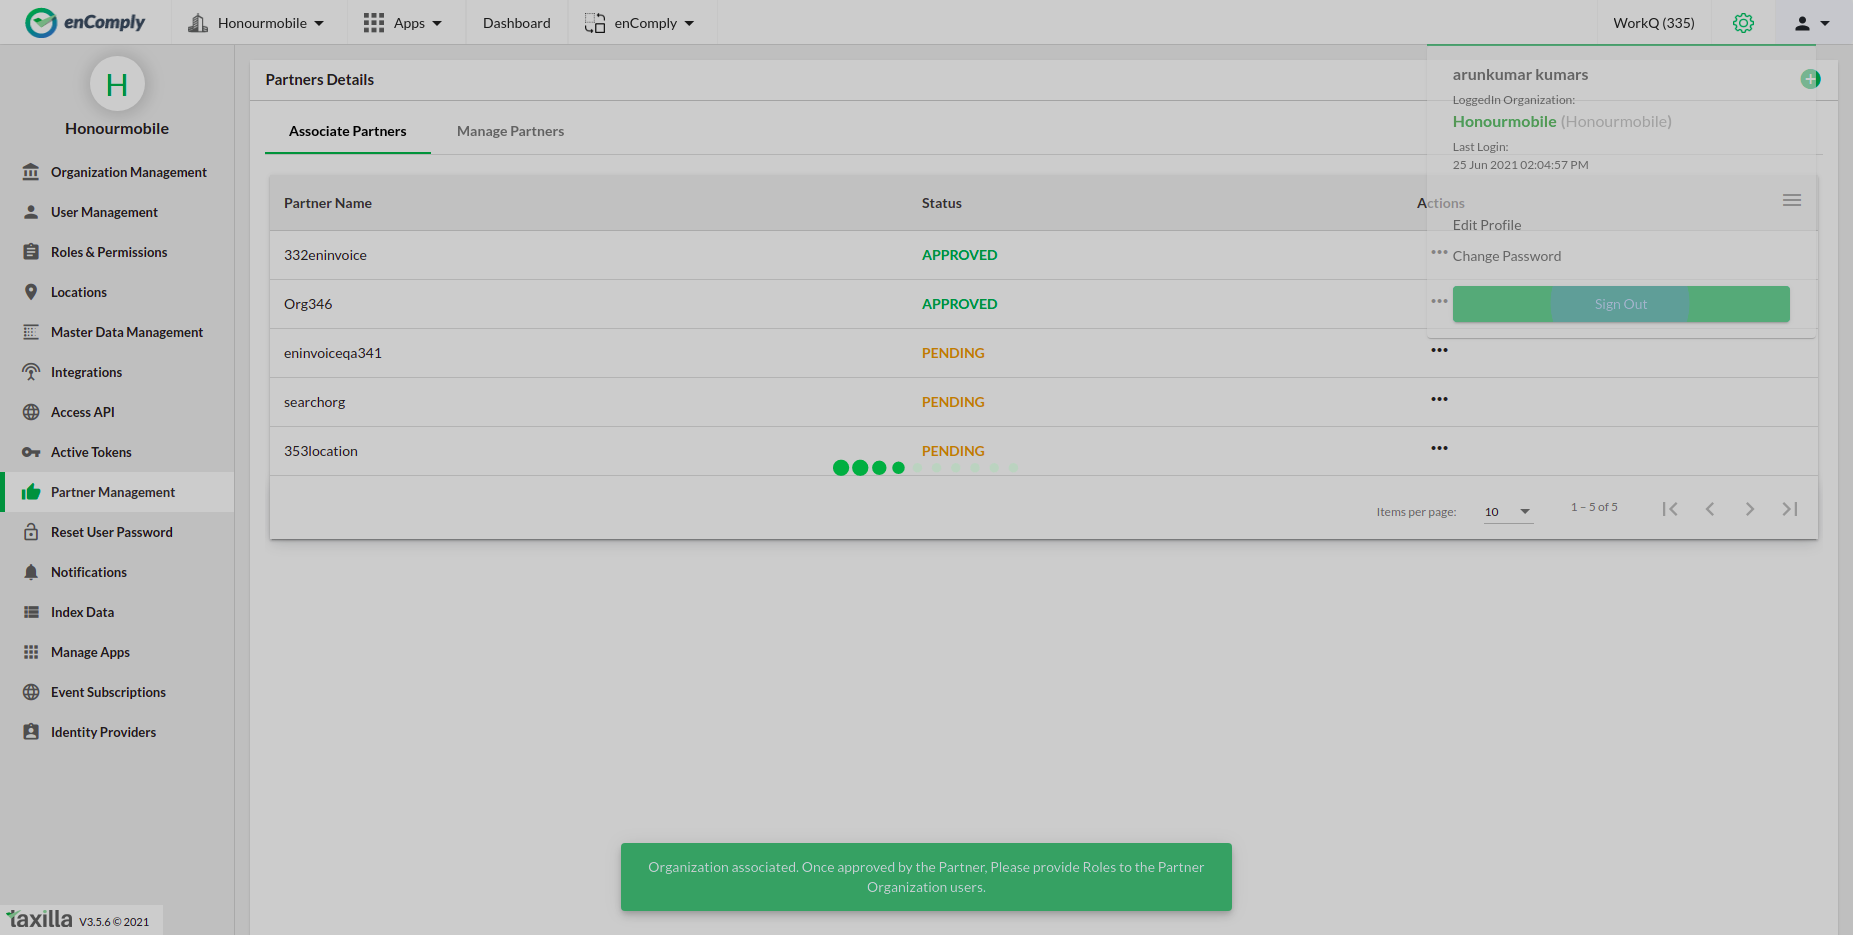 enComply
Honourmobile
Apps
Dashboard
enComply
WorkQ (335)
H
Honourmobile
Organization Management
User Management
Roles & Permissions
Locations
Master Data Management
Integrations
Access API
Active Tokens
Partner Management
Reset User Password
Notifications
Index Data
Manage Apps
Event Subscriptions
Identity Providers
taxilla V3.5.6 © 2021
Partners Details
Associate Partners
Manage Partners
Partner Name Status Actions
332eninvoice APPROVED
Org346 APPROVED
eninvoiceqa341 PENDING
searchorg PENDING
353location PENDING
Items per page: 10 1 – 5 of 5
arunkumar kumars
LoggedIn Organization:
Honourmobile (Honourmobile)
Last Login:
25 Jun 2021 02:04:57 PM
Edit Profile
Change Password
Sign Out
Organization associated. Once approved by the Partner, Please provide Roles to the Partner
Organization users.